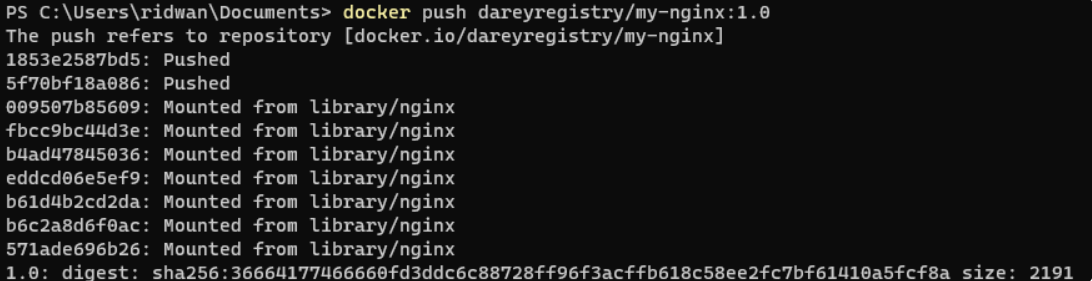 PS C:\Users\ridwan\Documents> docker push dareyregistry/my-nginx:1.0
The push refers to repository [docker.io/dareyregistry/my-nginx]
1853e2587bd5: Pushed
5f70bf18a086: Pushed
009507b85609: Mounted from library/nginx
fbcc9bc44d3e: Mounted from library/nginx
b4ad47845036: Mounted from library/nginx
eddcd06e5ef9: Mounted from library/nginx
b61d4b2cd2da: Mounted from library/nginx
b6c2a8d6f0ac: Mounted from library/nginx
571ade696b26: Mounted from library/nginx
1.0: digest: sha256:36664177466660fd3ddc6c88728ff96f3acffb618c58ee2fc7bf61410a5fcf8a size: 2191